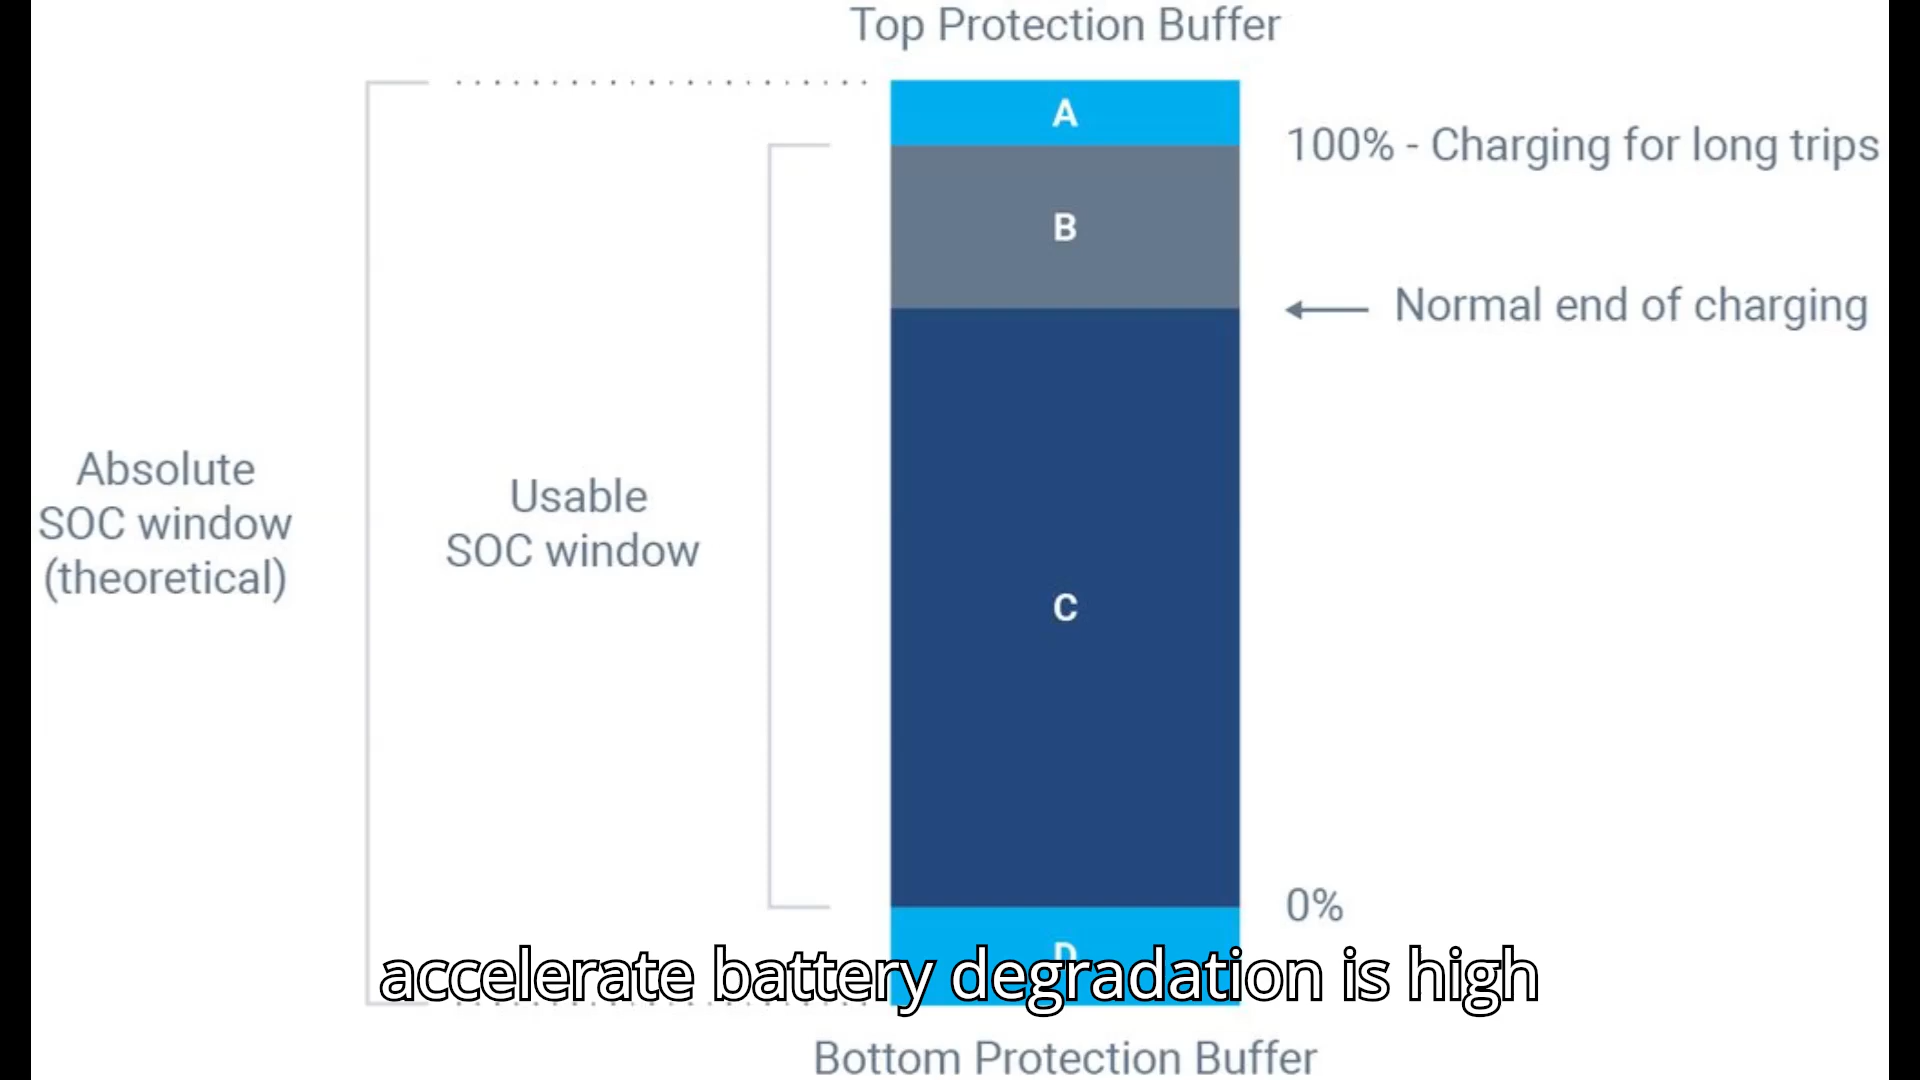 Top Protection Buffer
A
100% - Charging for long trips
B
Normal end of charging
Absolute
SOC window
(theoretical)
Usable
SOC window
C
0%
D
accelerate battery degradation is high
Bottom Protection Buffer